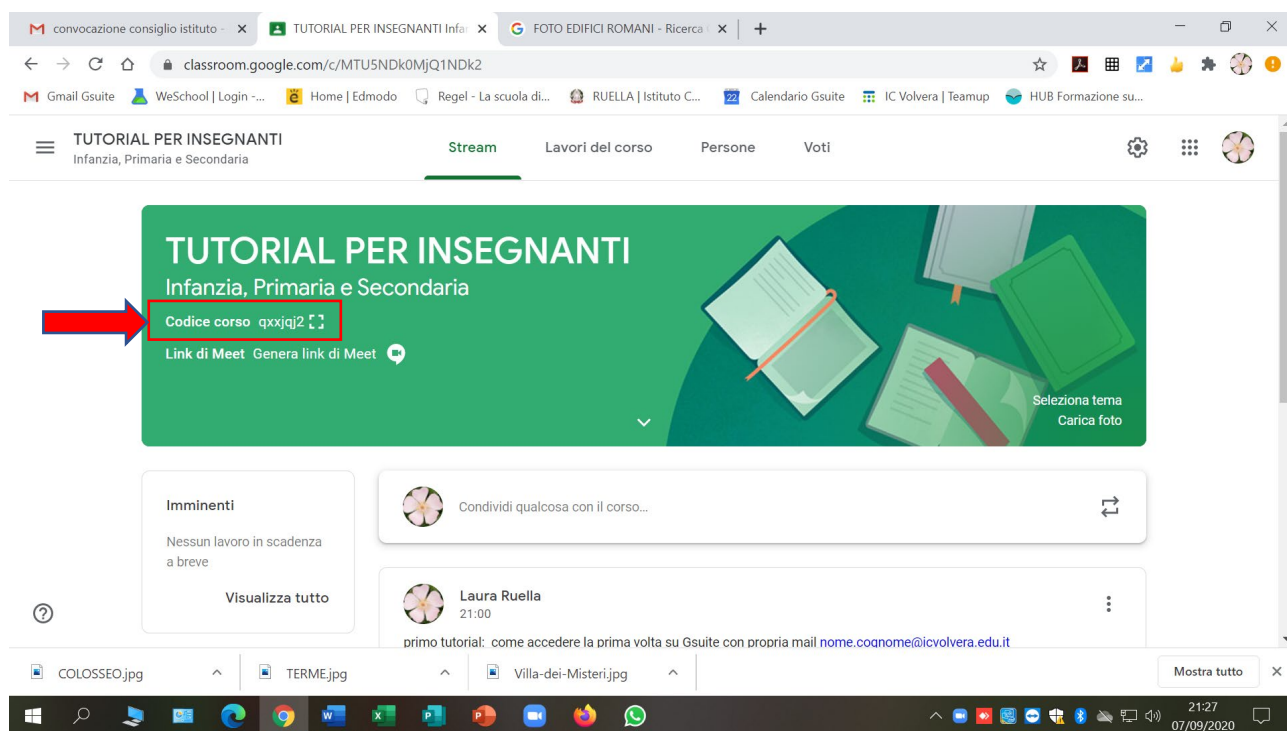 convocazione consiglio istituto -
TUTORIAL PER INSEGNANTI Infan
FOTO EDIFICI ROMANI - Ricerca
classroom.google.com/c/MTU5NDk0MjQ1NDk2
Gmail Gsuite
WeSchool | Login -...
Home | Edmodo
Regel - La scuola di...
RUELLA | Istituto C...
22
Calendario Gsuite
IC Volvera | Teamup
HUB Formazione su...
TUTORIAL PER INSEGNANTI
Infanzia, Primaria e Secondaria
Stream
Lavori del corso
Persone
Voti
TUTORIAL PER INSEGNANTI
Infanzia, Primaria e Secondaria
Codice corso qxxjqj2
Link di Meet Genera link di Meet
Seleziona tema
Carica foto
Imminenti
Nessun lavoro in scadenza
a breve
Visualizza tutto
Condividi qualcosa con il corso...
Laura Ruella
21:00
primo tutorial: come accedere la prima volta su Gsuite con propria mail nome.cognome@icvolvera.edu.it
COLOSSEO.jpg
TERME.jpg
Villa-dei-Misteri.jpg
Mostra tutto
21:27
07/09/2020